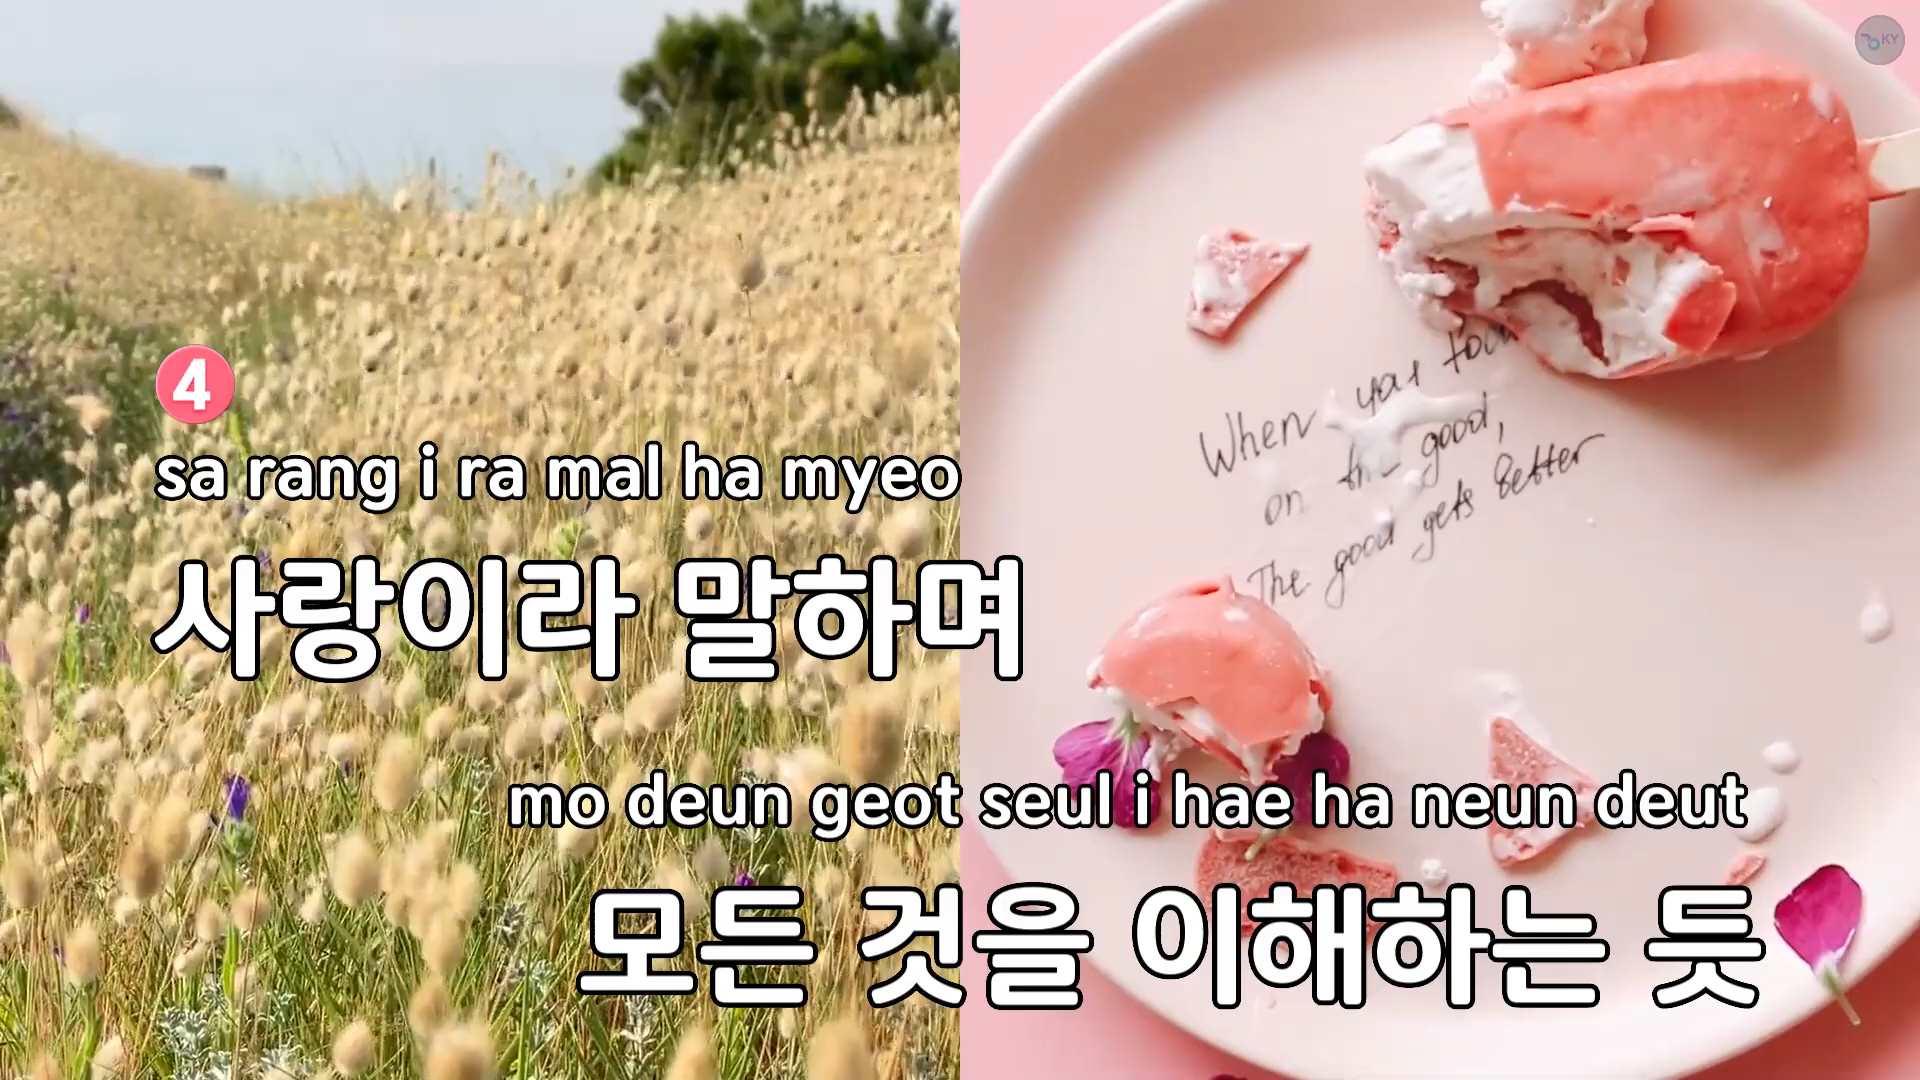 KY
4
sa rang i ra mal ha myeo
사랑이라 말하며
mo deun geot seul i hae ha neun deut
모든 것을 이해하는 듯
When your
on the good,
The good gets better